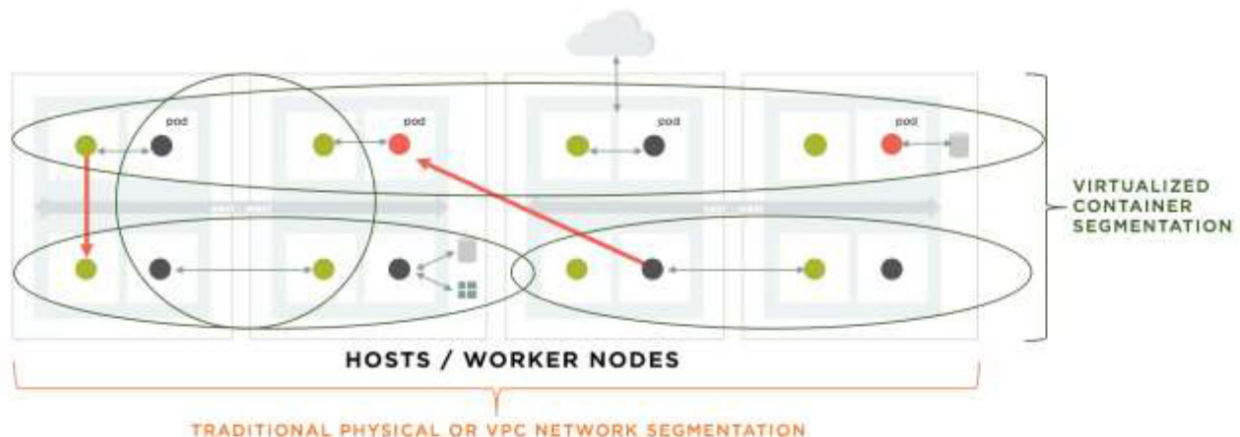 pod
pod
pod
pod
VIRTUALIZED
CONTAINER
SEGMENTATION
HOSTS / WORKER NODES
TRADITIONAL PHYSICAL OR VPC NETWORK SEGMENTATION